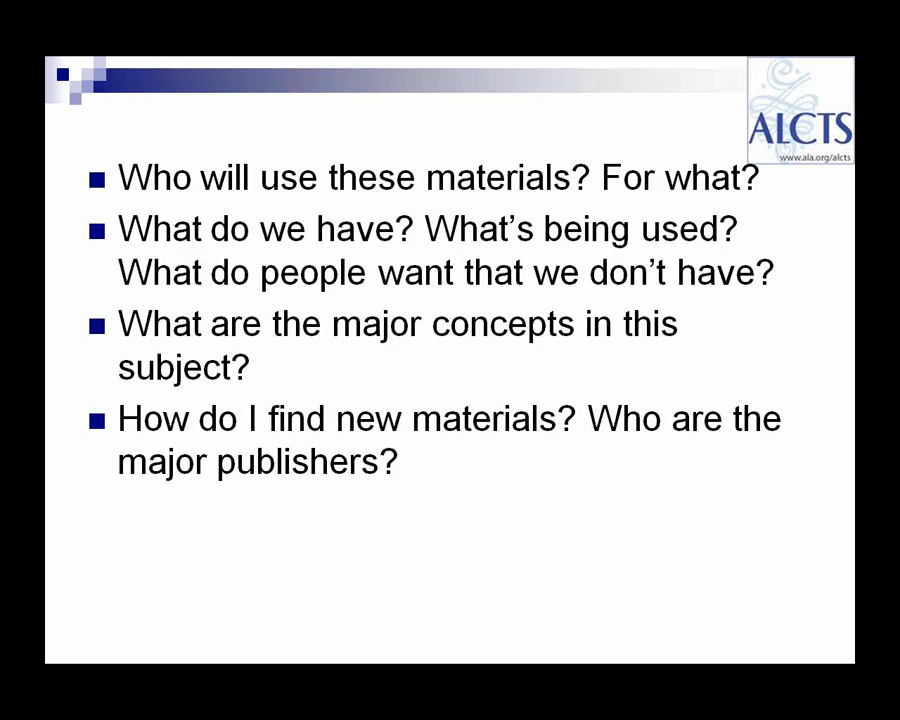 ALCTS
www.ala.org/alcts
Who will use these materials? For what?
What do we have? What's being used?
What do people want that we don't have?
What are the major concepts in this
subject?
How do I find new materials? Who are the
major publishers?